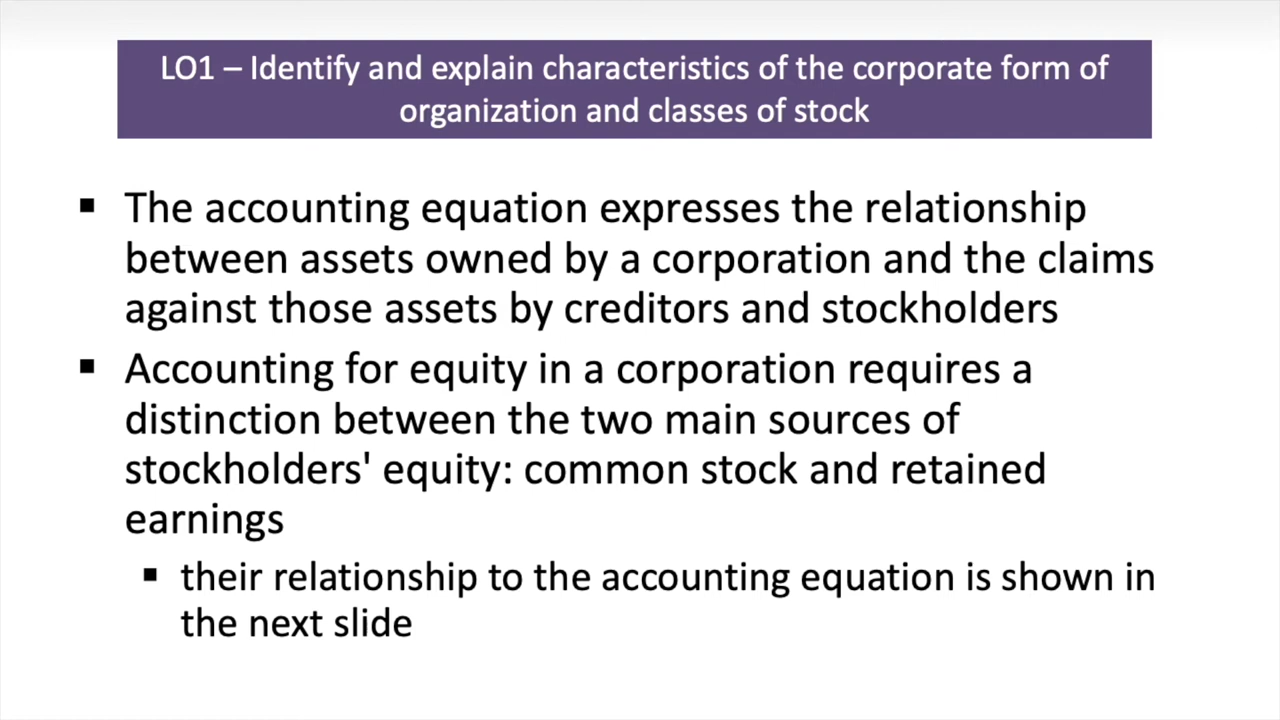 LO1 – Identify and explain characteristics of the corporate form of
organization and classes of stock
▪ The accounting equation expresses the relationship
between assets owned by a corporation and the claims
against those assets by creditors and stockholders
▪ Accounting for equity in a corporation requires a
distinction between the two main sources of
stockholders' equity: common stock and retained
earnings
▪ their relationship to the accounting equation is shown in
the next slide